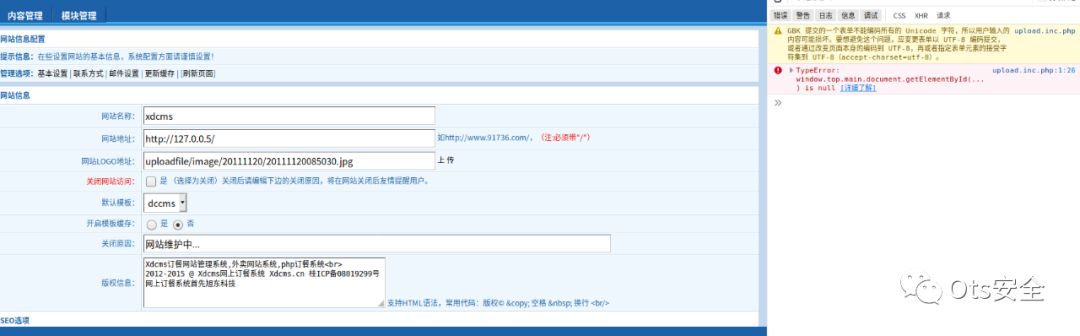 内容管理 模块管理
网站信息配置
提示信息：在些设置网站的基本信息，系统配置方面请谨慎设置！
管理选项：基本设置 | 联系方式 | 邮件设置 | 更新缓存 | [刷新页面]
网站信息
网站名称： xdcms
网站地址： http://127.0.0.5/ 如http://www.91736.com/，（注:必须带"/"）
网站LOGO地址： uploadfile/image/20111120/20111120085030.jpg 上 传
关闭网站访问： 是 （选择为关闭）关闭后请编辑下边的关闭原因，将在网站关闭后友情提醒用户。
默认模板： dccms
开启模板缓存： 是 否
关闭原因： 网站维护中...
版权信息：
Xdcms订餐网站管理系统,外卖网站系统,php订餐系统<br>
2012-2015 @ Xdcms网上订餐系统 Xdcms.cn 桂ICP备08019299号
网上订餐系统首先旭东科技
支持HTML语法，常用代码：版权© &copy; 空格 &nbsp; 换行 <br/>
SEO选项
错误 警告 日志 信息 调试 CSS XHR 请求
GBK 提交的一个表单不能编码所有的 Unicode 字符，所以用户输入的 upload.inc.php
内容可能损坏。要想避免这个问题，应变更表单以 UTF-8 编码提交，
或者通过改变页面本身的编码到 UTF-8，再或者指定表单元素的接受字
符集到 UTF-8（accept-charset=utf-8）。
TypeError: upload.inc.php:1:26
window.top.main.document.getElementById(...
) is null [详细了解]
Ots安全